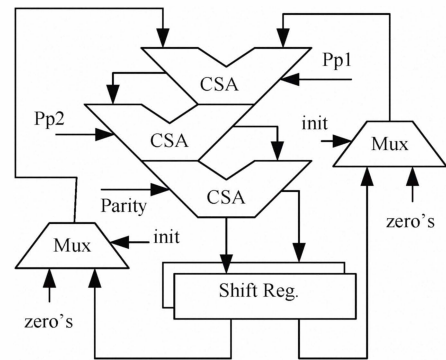 CSA
Pp1
Pp2
CSA
init
Mux
Parity
CSA
zero's
Mux
init
Shift Reg.
zero's